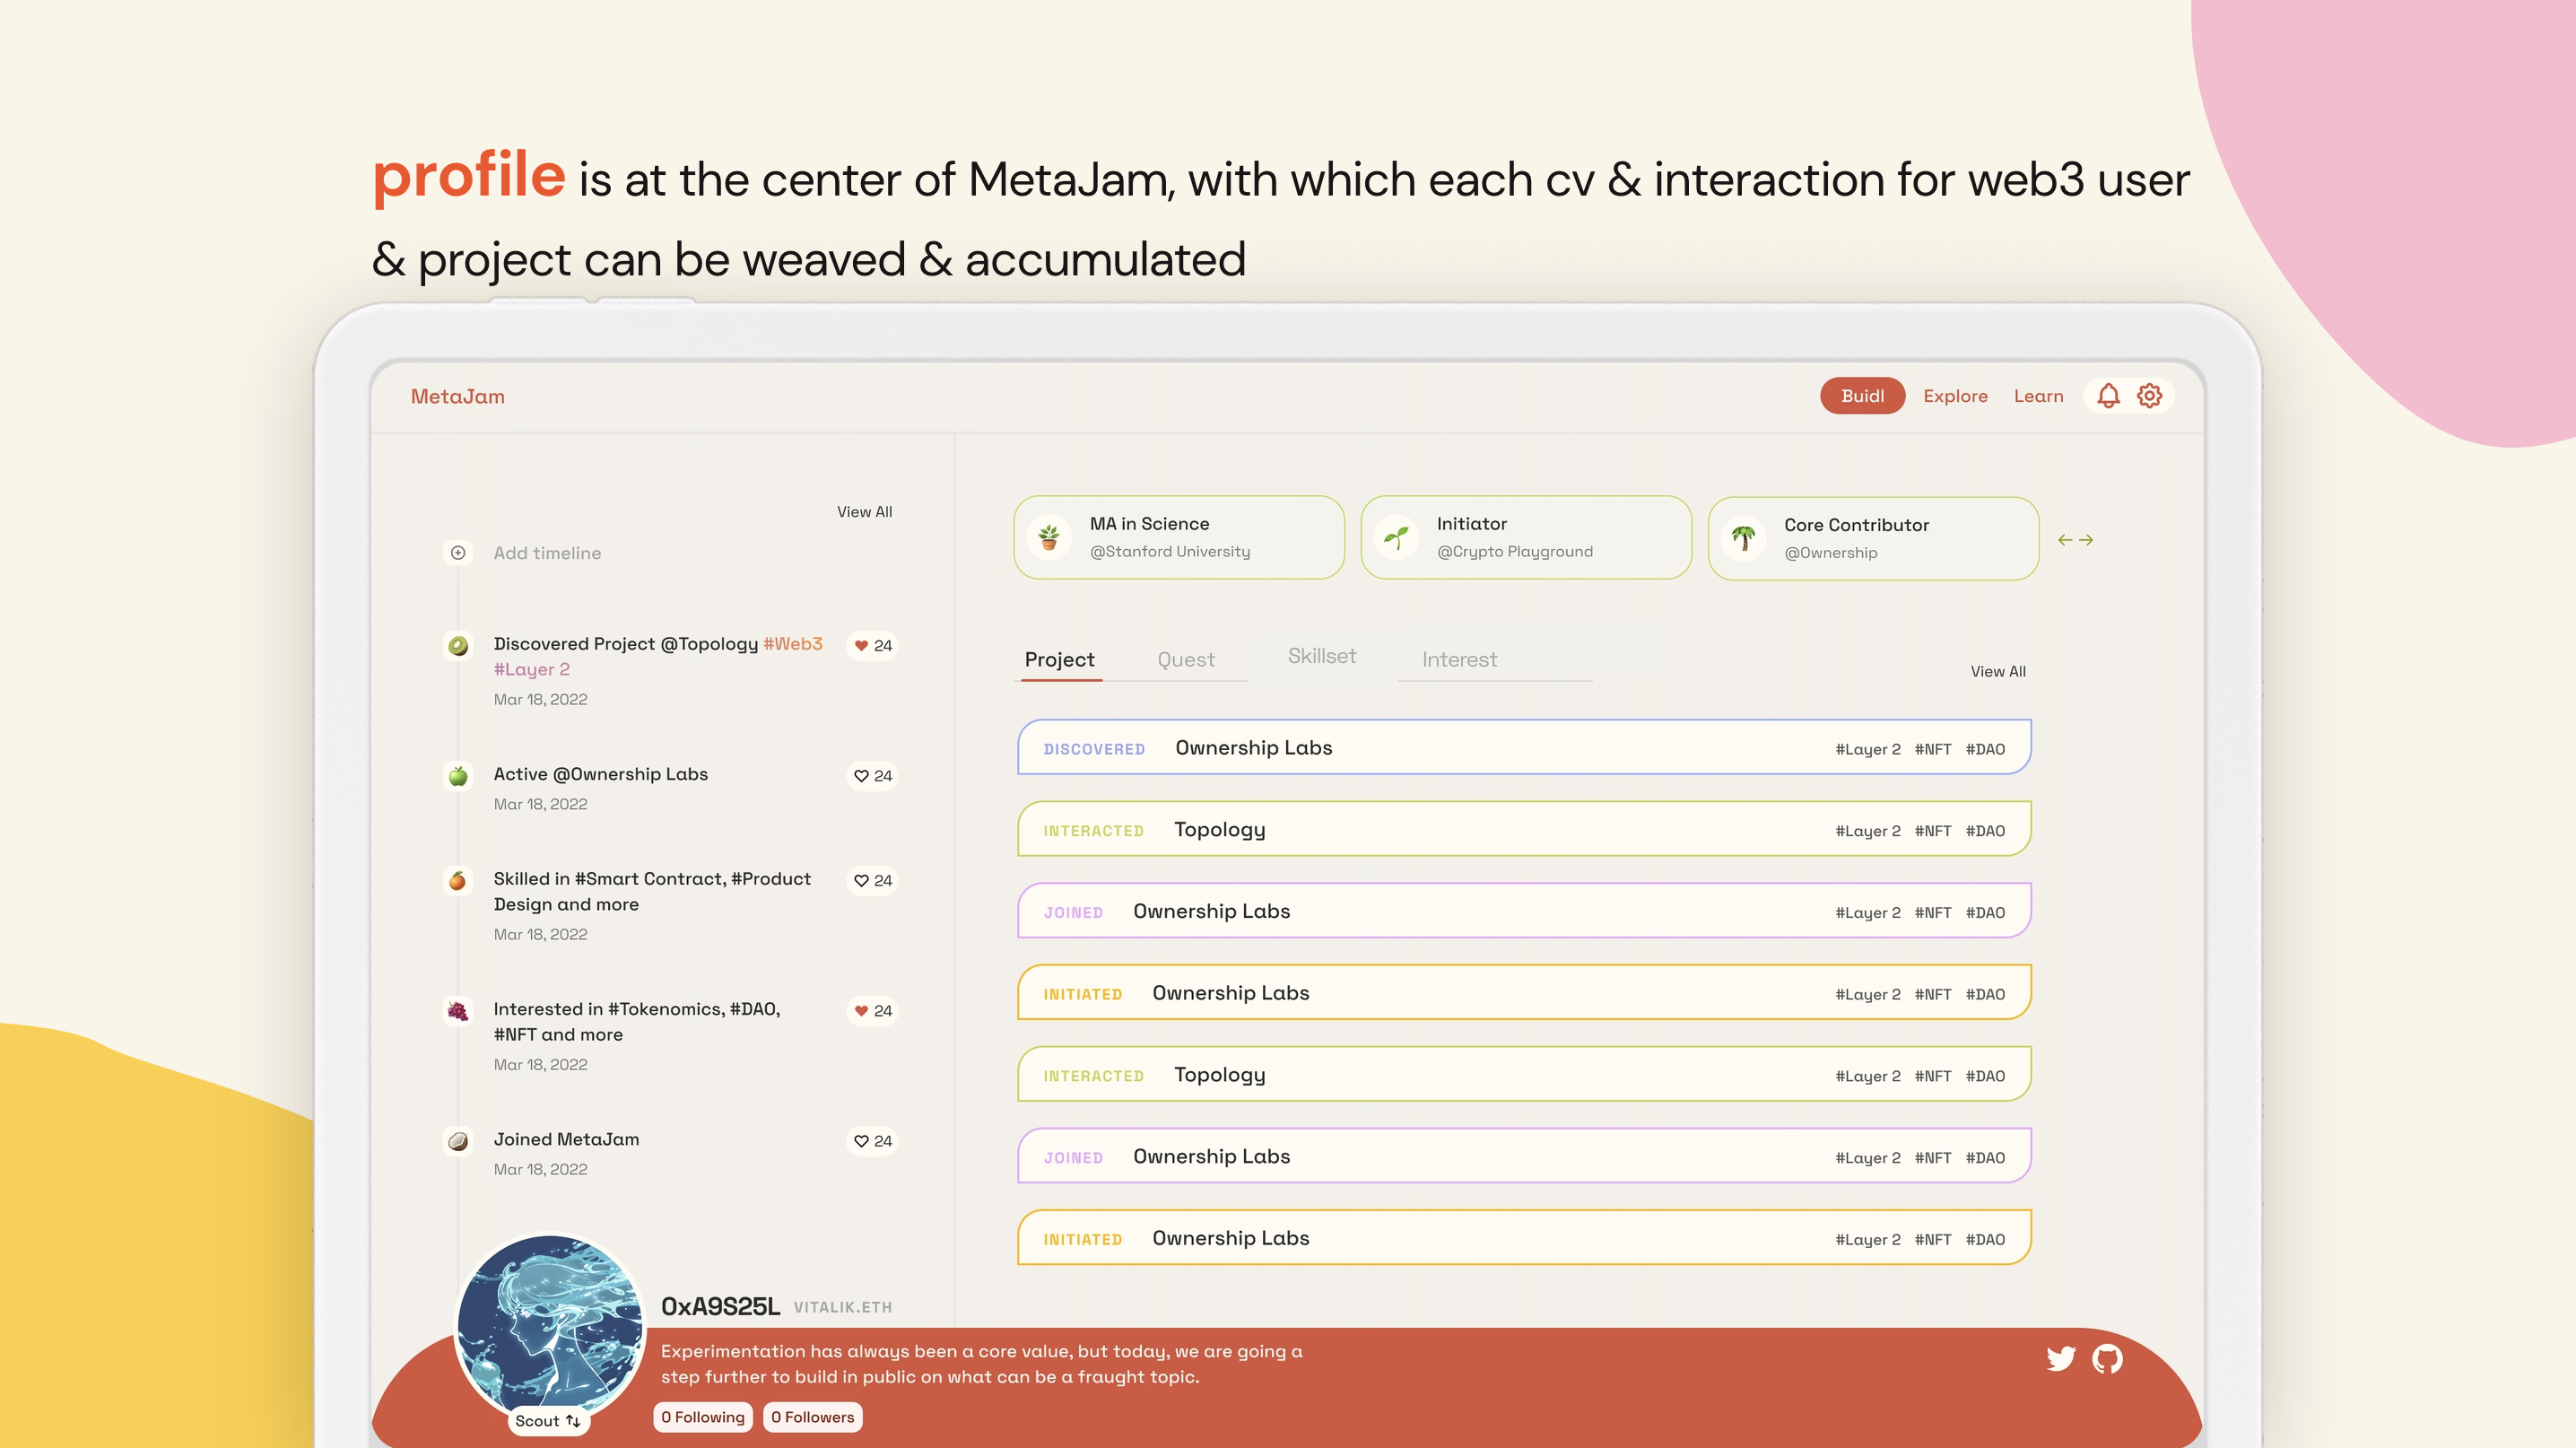 profile is at the center of MetaJam, with which each cv & interaction for web3 user
& project can be weaved & accumulated
MetaJam
Buidl
Explore
Learn
View All
Add timeline
Discovered Project @Topology #Web3
#Layer 2
Mar 18, 2022
24
Active @Ownership Labs
Mar 18, 2022
24
Skilled in #Smart Contract, #Product
Design and more
Mar 18, 2022
24
Interested in #Tokenomics, #DAO,
#NFT and more
Mar 18, 2022
24
Joined MetaJam
Mar 18, 2022
24
MA in Science
@Stanford University
Initiator
@Crypto Playground
Core Contributor
@Ownership
Project
Quest
Skillset
Interest
View All
DISCOVERED Ownership Labs #Layer 2 #NFT #DAO
INTERACTED Topology #Layer 2 #NFT #DAO
JOINED Ownership Labs #Layer 2 #NFT #DAO
INITIATED Ownership Labs #Layer 2 #NFT #DAO
INTERACTED Topology #Layer 2 #NFT #DAO
JOINED Ownership Labs #Layer 2 #NFT #DAO
INITIATED Ownership Labs #Layer 2 #NFT #DAO
0xA9S25L VITALIK.ETH
Experimentation has always been a core value, but today, we are going a
step further to build in public on what can be a fraught topic.
Scout
0 Following
0 Followers